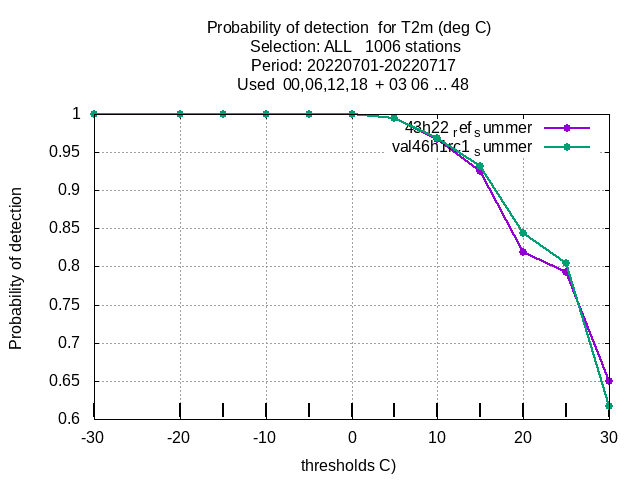 Probability of detection  for T2m (deg C)
Selection: ALL   1006 stations
Period: 20220701-20220717
Used  00,06,12,18  + 03 06 ... 48
43h22_ref_summer
val46h1rc1_summer
1
0.95
0.9
0.85
0.8
0.75
0.7
0.65
0.6
Probability of detection
-30
-20
-10
0
10
20
30
thresholds C)